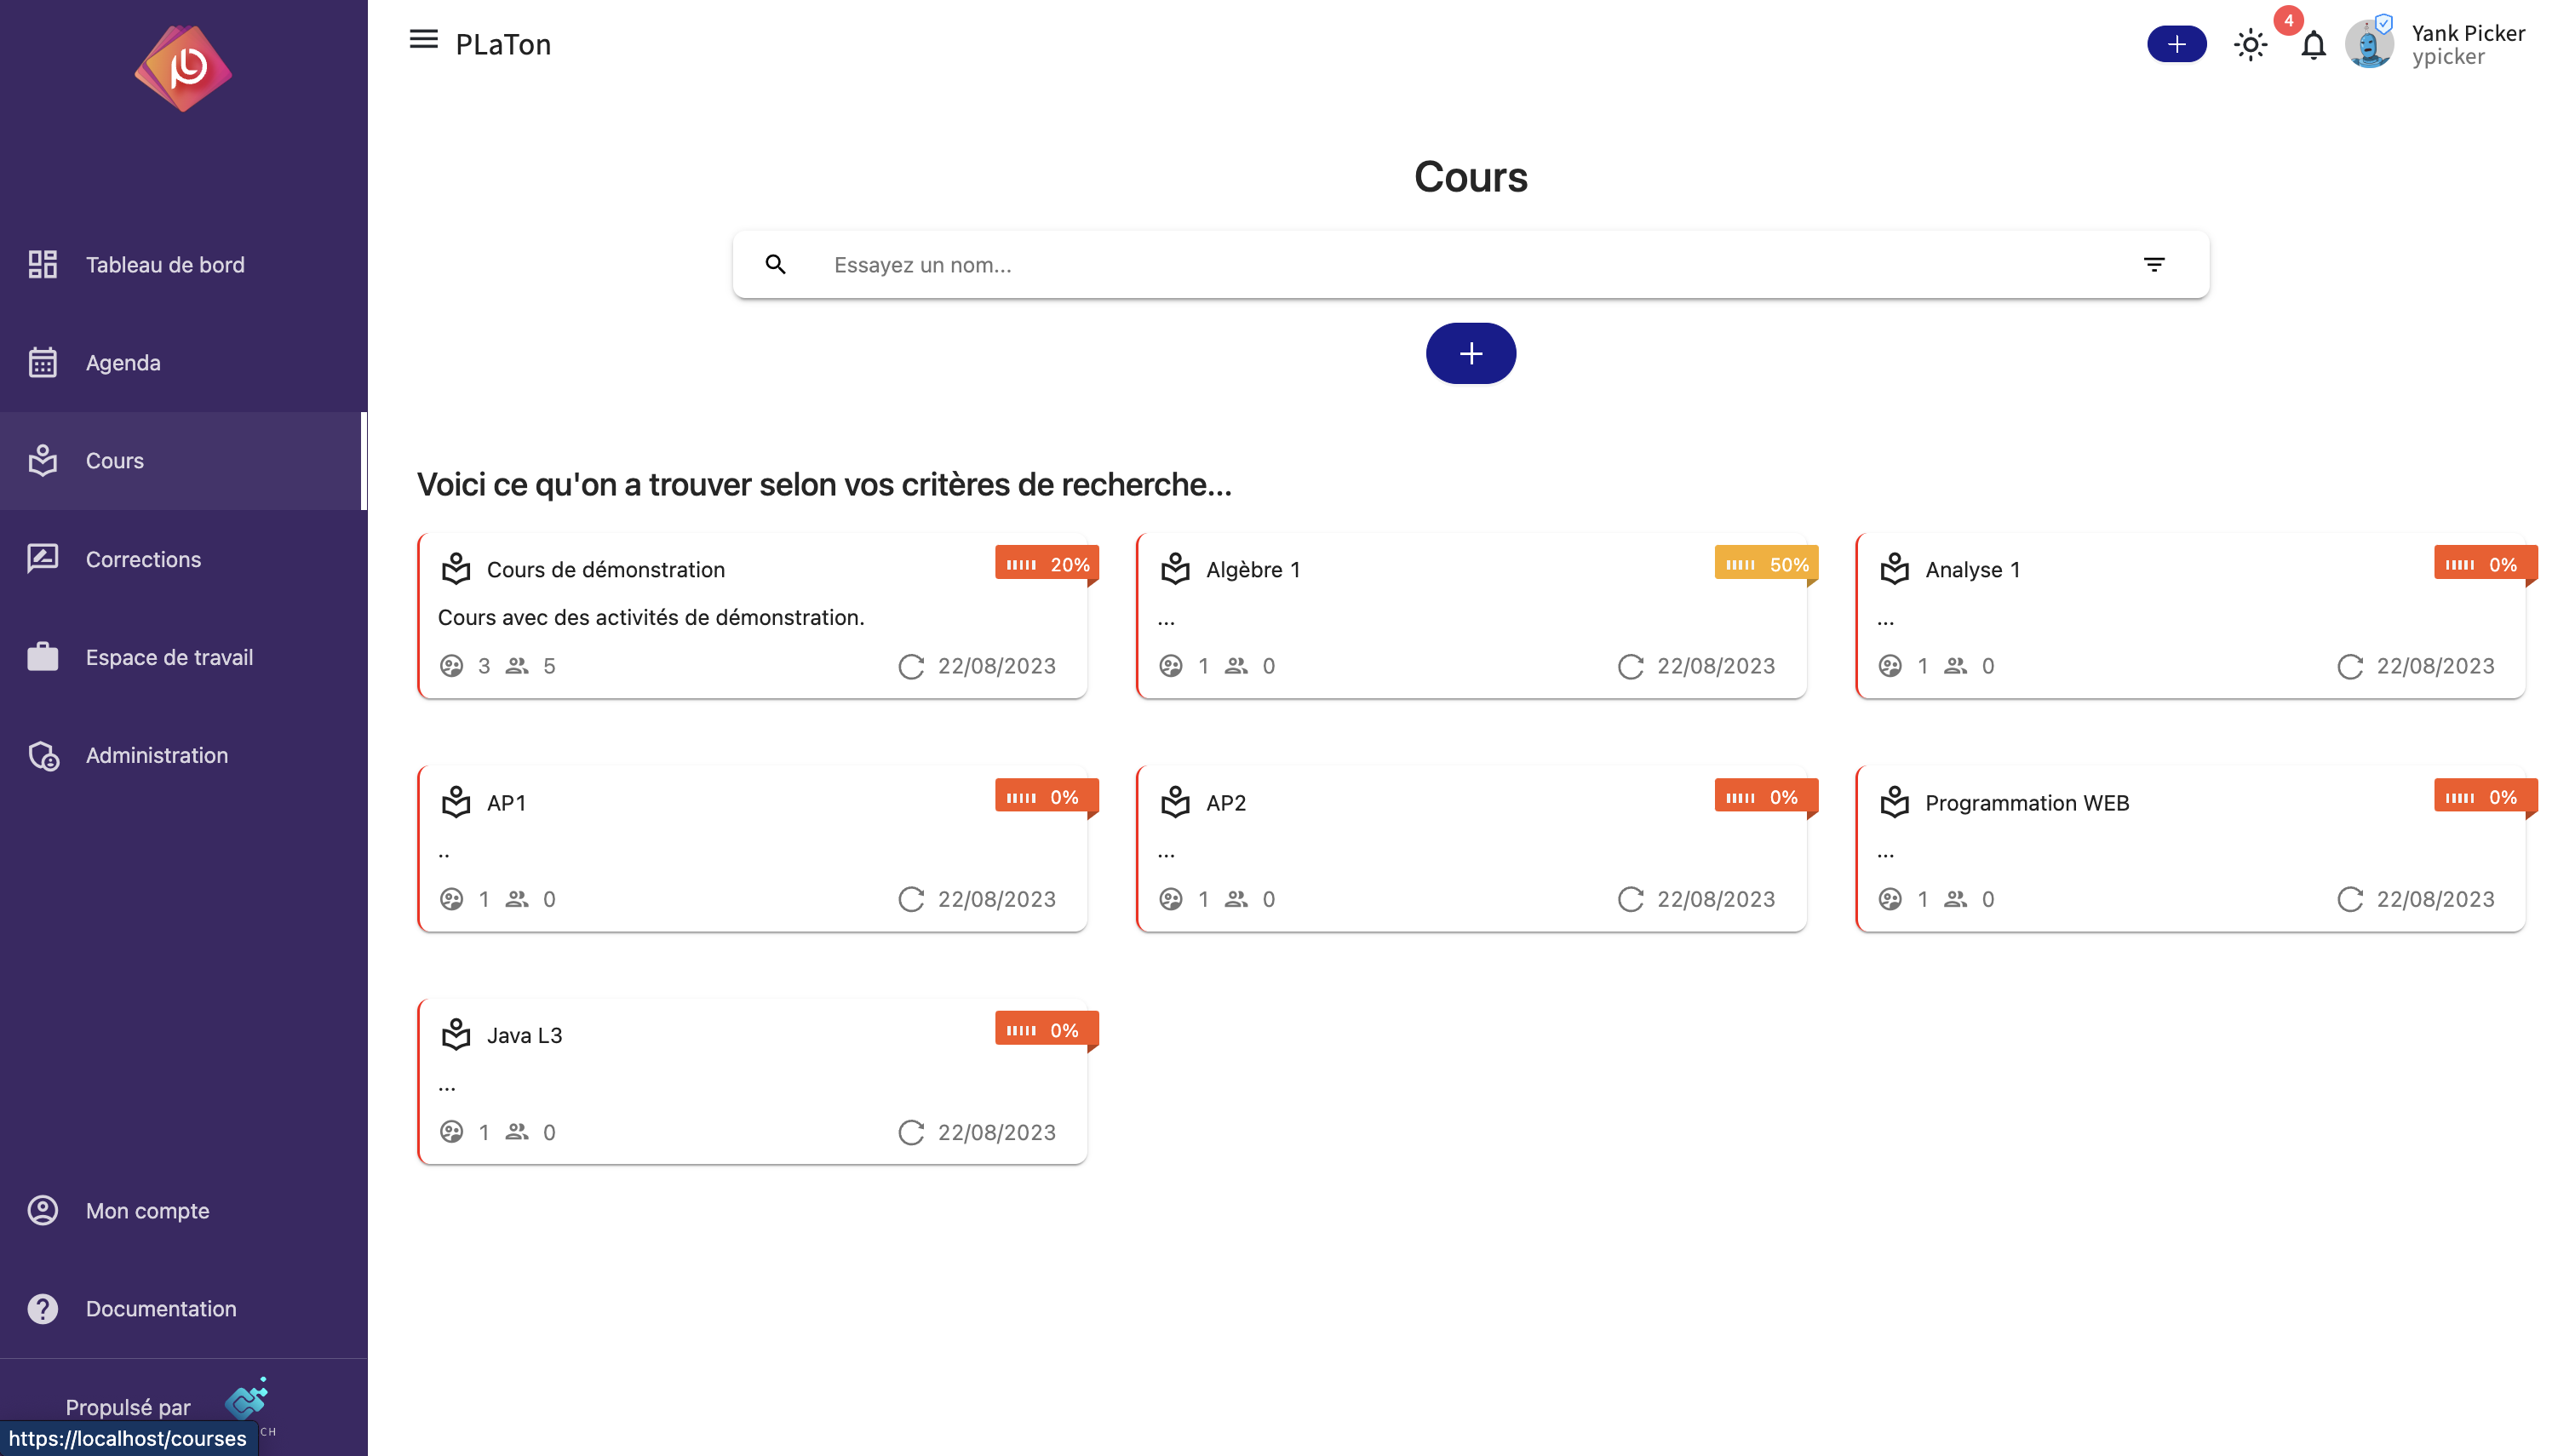 PLaTon
4
Yank Picker
ypicker
Tableau de bord
Agenda
Cours
Corrections
Espace de travail
Administration
Mon compte
Documentation
Propulsé par
CH
https://localhost/courses
Cours
Essayez un nom...
Voici ce qu'on a trouver selon vos critères de recherche...
Cours de démonstration
20%
Cours avec des activités de démonstration.
3 5 22/08/2023
Algèbre 1
50%
...
1 0 22/08/2023
Analyse 1
0%
...
1 0 22/08/2023
AP1
0%
..
1 0 22/08/2023
AP2
0%
...
1 0 22/08/2023
Programmation WEB
0%
...
1 0 22/08/2023
Java L3
0%
...
1 0 22/08/2023